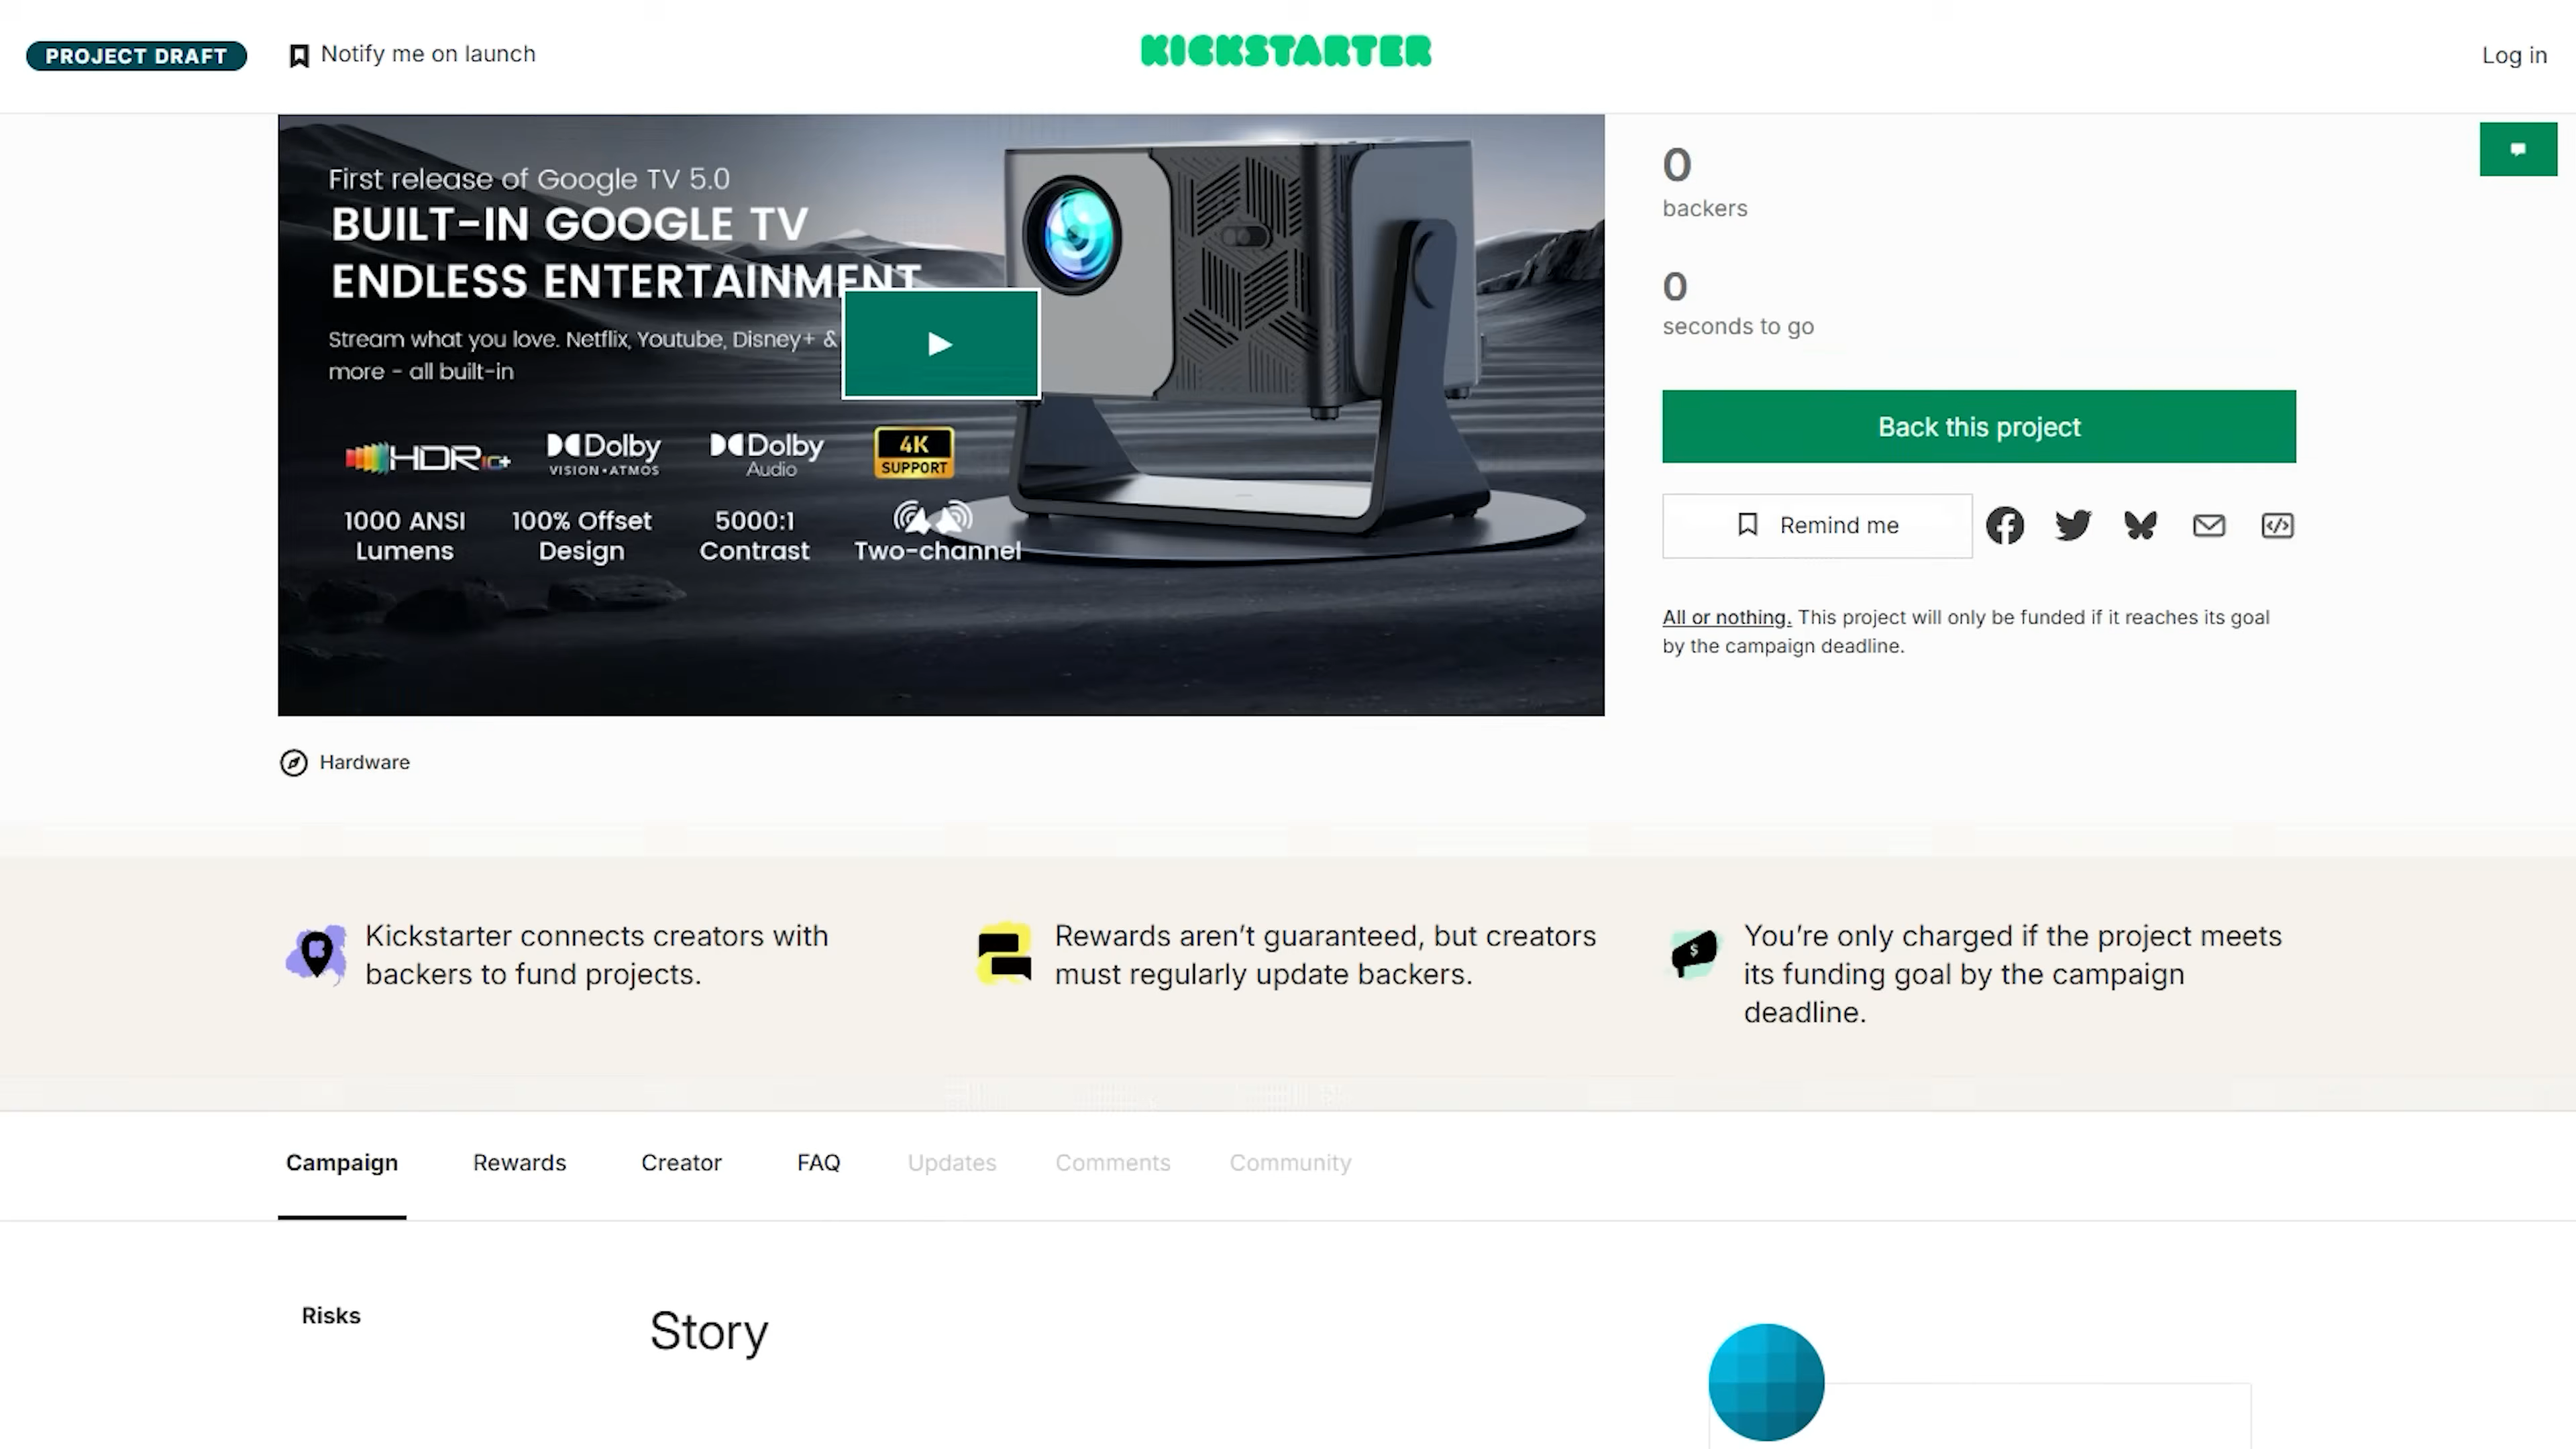 PROJECT DRAFT
Notify me on launch
KICKSTARTER
Log in
First release of Google TV 5.0
BUILT-IN GOOGLE TV
ENDLESS ENTERTAINMENT
Stream what you love. Netflix, Youtube, Disney+ &
more - all built-in
HDR10+
Dolby
VISION•ATMOS
Dolby
Audio
4K
SUPPORT
1000 ANSI
Lumens
100% Offset
Design
5000:1
Contrast
Two-channel
0
backers
0
seconds to go
Back this project
Remind me
All or nothing. This project will only be funded if it reaches its goal
by the campaign deadline.
Hardware
Kickstarter connects creators with
backers to fund projects.
Rewards aren’t guaranteed, but creators
must regularly update backers.
You’re only charged if the project meets
its funding goal by the campaign
deadline.
Campaign
Rewards
Creator
FAQ
Updates
Comments
Community
Risks
Story